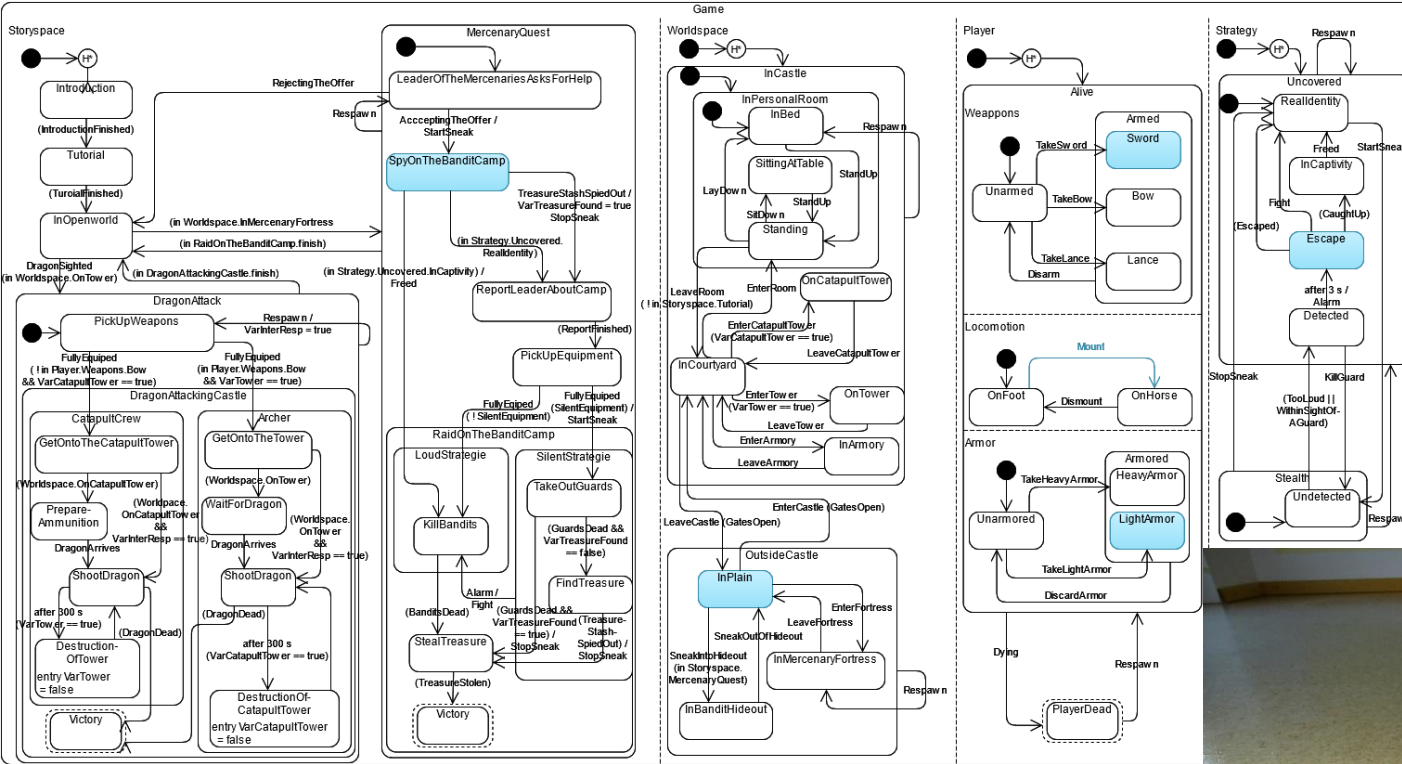 Game
Storyspace
H*
Introduction
(IntroductionFinished)
Tutorial
(TurorialFinished)
InOpenworld
DragonSighted
(in Worldspace.OnTower)
(in DragonAttackingCastle.finish)
RejectingTheOffer
(in Worldspace.InMercenaryFortress)
(in RaidOnTheBanditCamp.finish)
DragonAttack
PickUpWeapons
Respawn /
VarInterResp = true
FullyEquiped
( ! in Player.Weapons.Bow
&& VarCatapultTower == true)
FullyEquiped
(in Player.Weapons.Bow
&& VarTower == true)
DragonAttackingCastle
CatapultCrew
GetOntoTheCatapultTower
(Worldspace.OnCatapultTower)
Prepare-
Ammunition
(Worldpace.
OnCatapultTower
&&
VarInterResp == true)
DragonArrives
ShootDragon
after 300 s
(VarTower == true)
(DragonDead)
Destruction-
OfTower
entry VarTower
= false
Victory
Archer
GetOntoTheTower
(Worldspace.OnTower)
WaitForDragon
(Worldspace.
OnTower
&&
VarInterResp == true)
DragonArrives
ShootDragon
(DragonDead)
after 300 s
(VarCatapultTower == true)
DestructionOf-
CatapultTower
entry VarCatapultTower
= false
MercenaryQuest
LeaderOfTheMercenariesAsksForHelp
Respawn
AccceptingTheOffer /
StartSneak
SpyOnTheBanditCamp
TreasureStashSpiedOut /
VarTreasureFound = true
StopSneak
(in Strategy.Uncovered.
RealIdentity)
(in Strategy.Uncovered.InCaptivity) /
Freed
ReportLeaderAboutCamp
(ReportFinished)
PickUpEquipment
FullyEqiped
( ! SilentEquipment)
FullyEquiped
(SilentEquipment) /
StartSneak
RaidOnTheBanditCamp
LoudStrategie
KillBandits
(BanditsDead)
Alarm /
Fight
SilentStrategie
TakeOutGuards
(GuardsDead &&
VarTreasureFound
== false)
FindTreasure
(GuardsDead &&
VarTreasureFound
== true) /
StopSneak
(Treasure-
Stash-
SpiedOut) /
StopSneak
StealTreasure
(TreasureStolen)
Victory
Worldspace
H*
InCastle
InPersonalRoom
InBed
Respawn
SittingAtTable
StandUp
LayDown
StandUp
SitDown
Standing
LeaveRoom
( ! in.Storyspace.Tutorial)
EnterRoom
OnCatapultTower
EnterCatapultTower
(VarCatapultTower == true)
LeaveCatapultTower
InCourtyard
EnterTower
(VarTower == true)
OnTower
LeaveTower
EnterArmory
InArmory
LeaveArmory
LeaveCastle (GatesOpen)
EnterCastle (GatesOpen)
OutsideCastle
InPlain
EnterFortress
LeaveFortress
SneakOutOfHideout
SneakIntoHideout
(in Storyspace.
MercenaryQuest)
InMercenaryFortress
Respawn
InBanditHideout
Player
H*
Alive
Weappons
Armed
TakeSword
Sword
Unarmed
TakeBow
Bow
TakeLance
Lance
Disarm
Locomotion
Mount
OnFoot
Dismount
OnHorse
Armor
Armored
TakeHeavyArmor
HeavyArmor
Unarmored
LightArmor
TakeLightArmor
DiscardArmor
Dying
Respawn
PlayerDead
Strategy
H*
Respawn
Uncovered
RealIdentity
Freed
StartSneak
InCaptivity
Fight
(CaughtUp)
(Escaped)
Escape
after 3 s /
Alarm
Detected
StopSneak
KillGuard
(TooLoud ||
WithinSightOf-
AGuard)
Stealth
Undetected